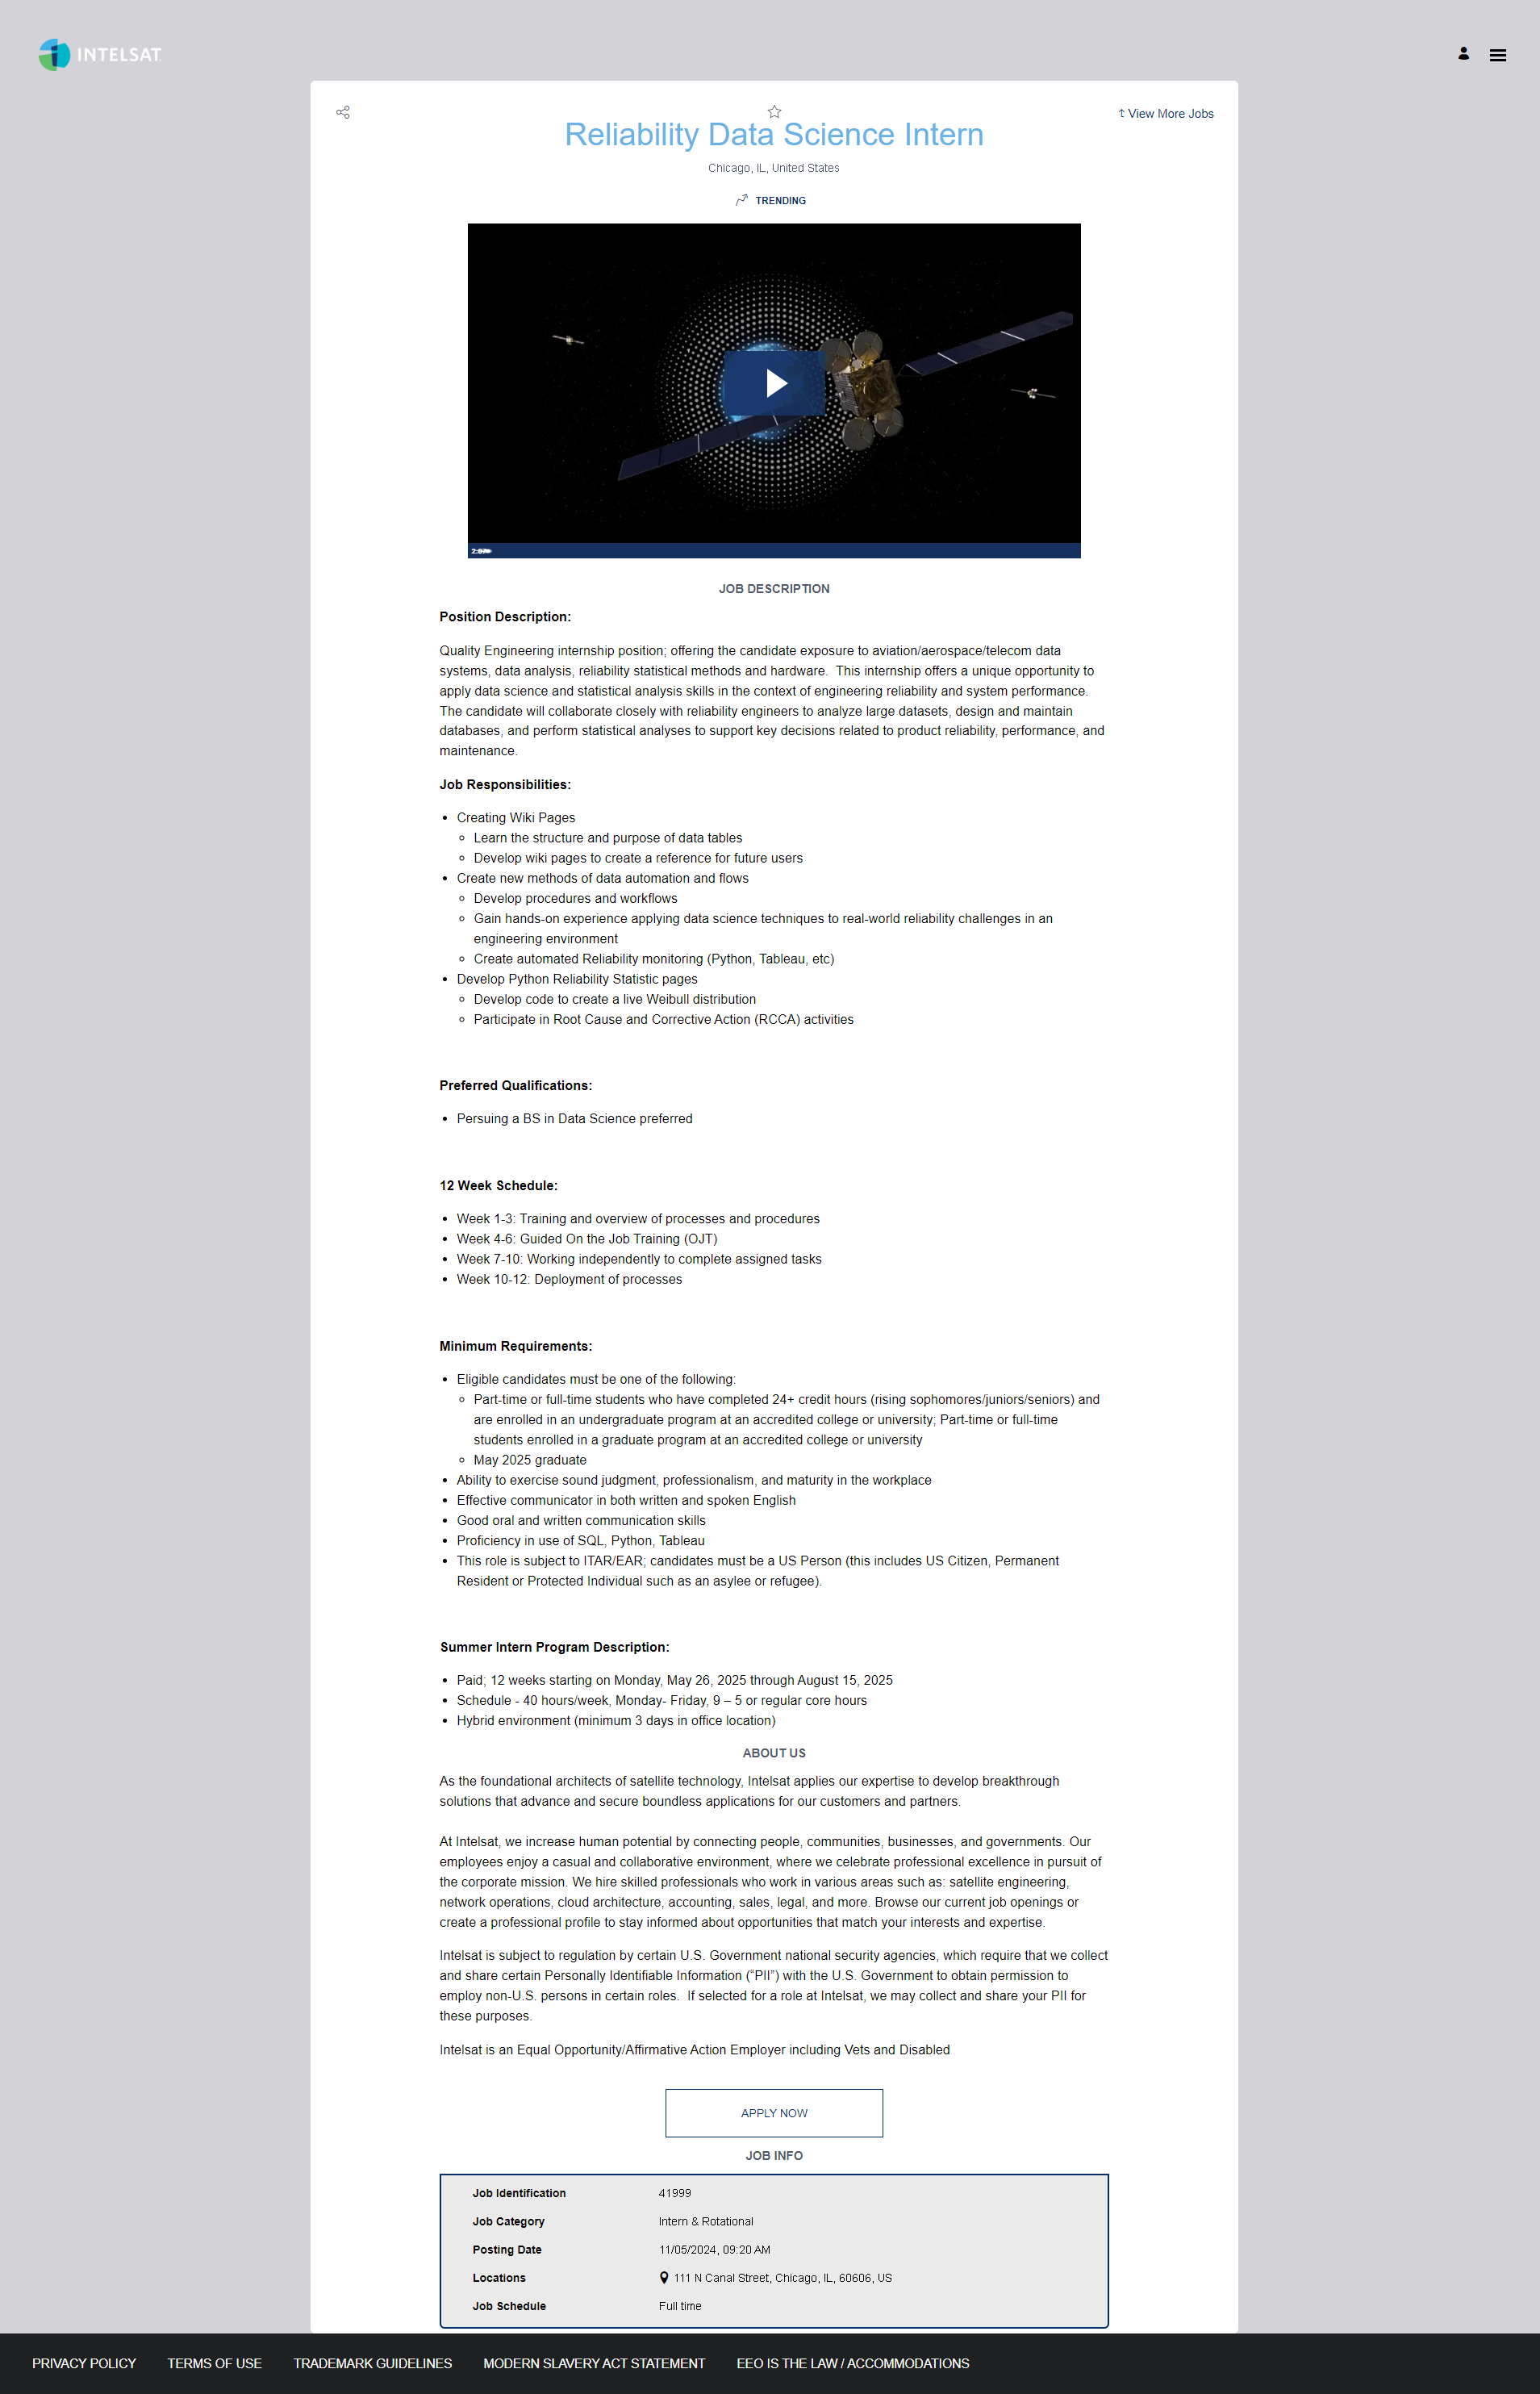 INTELSAT
View More Jobs
Reliability Data Science Intern
Chicago, IL, United States
TRENDING
JOB DESCRIPTION
Position Description:
Quality Engineering internship position; offering the candidate exposure to aviation/aerospace/telecom data
systems, data analysis, reliability statistical methods and hardware.  This internship offers a unique opportunity to
apply data science and statistical analysis skills in the context of engineering reliability and system performance.
The candidate will collaborate closely with reliability engineers to analyze large datasets, design and maintain
databases, and perform statistical analyses to support key decisions related to product reliability, performance, and
maintenance.
Job Responsibilities:
Creating Wiki Pages
Learn the structure and purpose of data tables
Develop wiki pages to create a reference for future users
Create new methods of data automation and flows
Develop procedures and workflows
Gain hands-on experience applying data science techniques to real-world reliability challenges in an
engineering environment
Create automated Reliability monitoring (Python, Tableau, etc)
Develop Python Reliability Statistic pages
Develop code to create a live Weibull distribution
Participate in Root Cause and Corrective Action (RCCA) activities
Preferred Qualifications:
Persuing a BS in Data Science preferred
12 Week Schedule:
Week 1-3: Training and overview of processes and procedures
Week 4-6: Guided On the Job Training (OJT)
Week 7-10: Working independently to complete assigned tasks
Week 10-12: Deployment of processes
Minimum Requirements:
Eligible candidates must be one of the following:
Part-time or full-time students who have completed 24+ credit hours (rising sophomores/juniors/seniors) and
are enrolled in an undergraduate program at an accredited college or university; Part-time or full-time
students enrolled in a graduate program at an accredited college or university
May 2025 graduate
Ability to exercise sound judgment, professionalism, and maturity in the workplace
Effective communicator in both written and spoken English
Good oral and written communication skills
Proficiency in use of SQL, Python, Tableau
This role is subject to ITAR/EAR; candidates must be a US Person (this includes US Citizen, Permanent
Resident or Protected Individual such as an asylee or refugee).
Summer Intern Program Description:
Paid; 12 weeks starting on Monday, May 26, 2025 through August 15, 2025
Schedule - 40 hours/week, Monday- Friday, 9 – 5 or regular core hours
Hybrid environment (minimum 3 days in office location)
ABOUT US
As the foundational architects of satellite technology, Intelsat applies our expertise to develop breakthrough
solutions that advance and secure boundless applications for our customers and partners.
At Intelsat, we increase human potential by connecting people, communities, businesses, and governments. Our
employees enjoy a casual and collaborative environment, where we celebrate professional excellence in pursuit of
the corporate mission. We hire skilled professionals who work in various areas such as: satellite engineering,
network operations, cloud architecture, accounting, sales, legal, and more. Browse our current job openings or
create a professional profile to stay informed about opportunities that match your interests and expertise.
Intelsat is subject to regulation by certain U.S. Government national security agencies, which require that we collect
and share certain Personally Identifiable Information (“PII”) with the U.S. Government to obtain permission to
employ non-U.S. persons in certain roles.  If selected for a role at Intelsat, we may collect and share your PII for
these purposes.
Intelsat is an Equal Opportunity/Affirmative Action Employer including Vets and Disabled
APPLY NOW
JOB INFO
Job Identification 41999
Job Category Intern & Rotational
Posting Date 11/05/2024, 09:20 AM
Locations 111 N Canal Street, Chicago, IL, 60606, US
Job Schedule Full time
PRIVACY POLICY TERMS OF USE TRADEMARK GUIDELINES MODERN SLAVERY ACT STATEMENT EEO IS THE LAW / ACCOMMODATIONS